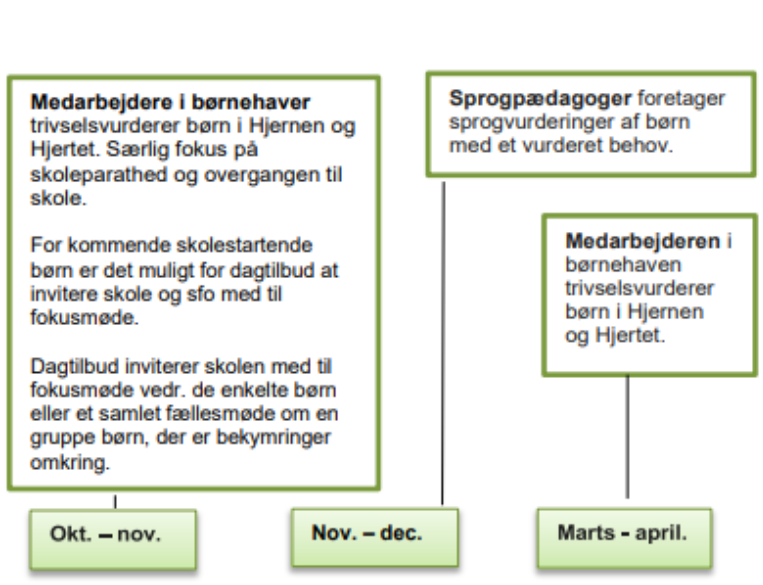 Medarbejdere i børnehaver
trivselsvurderer børn i Hjernen og
Hjertet. Særlig fokus på
skoleparathed og overgangen til
skole.
For kommende skolestartende
børn er det muligt for dagtilbud at
invitere skole og sfo med til
fokusmøde.
Dagtilbud inviterer skolen med til
fokusmøde vedr. de enkelte børn
eller et samlet fællesmøde om en
gruppe børn, der er bekymringer
omkring.
Sprogpædagoger foretager
sprogvurderinger af børn
med et vurderet behov.
Medarbejderen i
børnehaven
trivselsvurderer
børn i Hjernen
og Hjertet.
Okt. – nov.
Nov. – dec.
Marts - april.